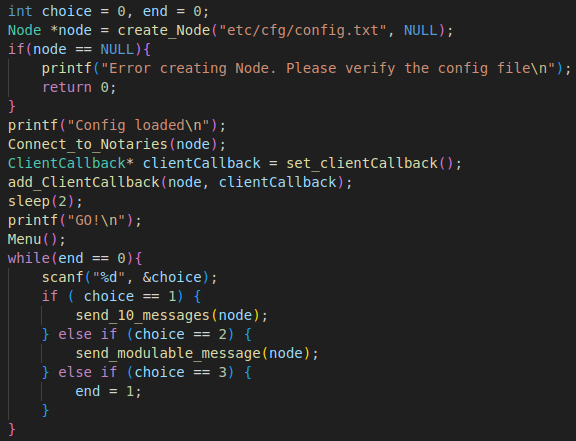 int choice = 0, end = 0;
Node *node = create_Node("etc/cfg/config.txt", NULL);
if(node == NULL){
    printf("Error creating Node. Please verify the config file\n");
    return 0;
}
printf("Config loaded\n");
Connect_to_Notaries(node);
ClientCallback* clientCallback = set_clientCallback();
add_ClientCallback(node, clientCallback);
sleep(2);
printf("GO!\n");
Menu();
while(end == 0){
    scanf("%d", &choice);
    if ( choice == 1) {
        send_10_messages(node);
    } else if (choice == 2) {
        send_modulable_message(node);
    } else if (choice == 3) {
        end = 1;
    }
}